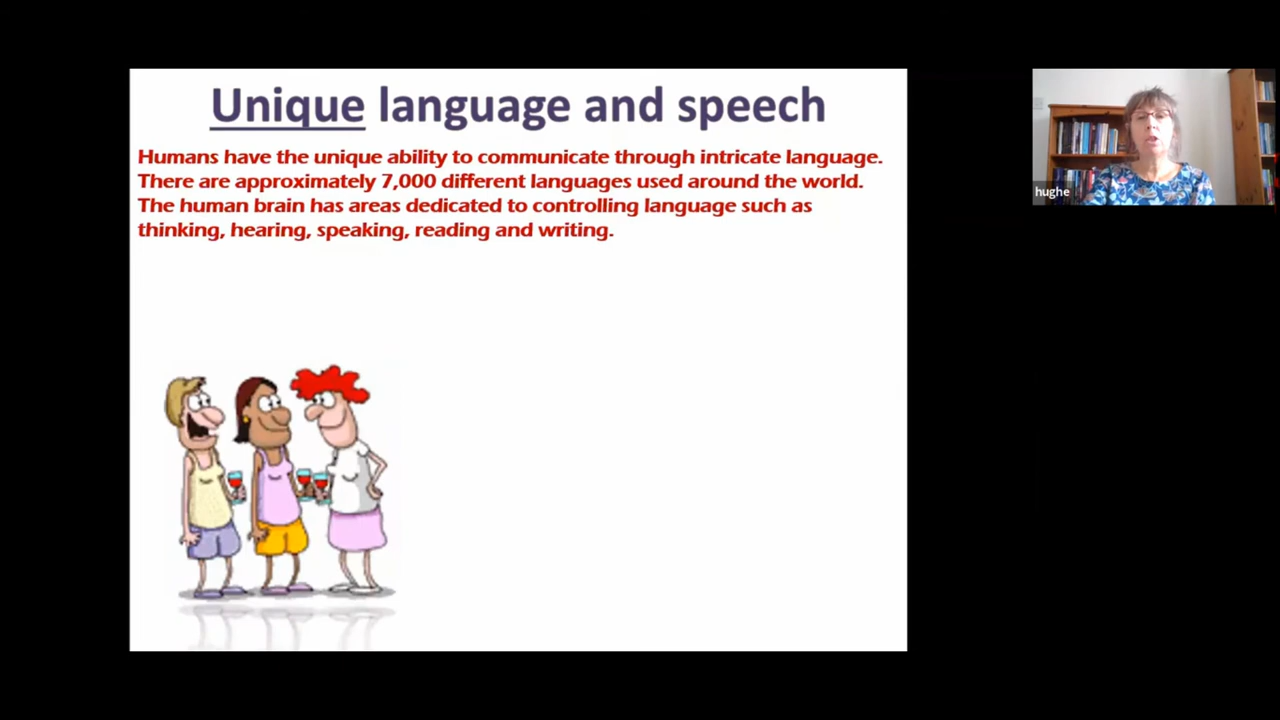 Unique language and speech
Humans have the unique ability to communicate through intricate language.
There are approximately 7,000 different languages used around the world.
The human brain has areas dedicated to controlling language such as
thinking, hearing, speaking, reading and writing.
hughe